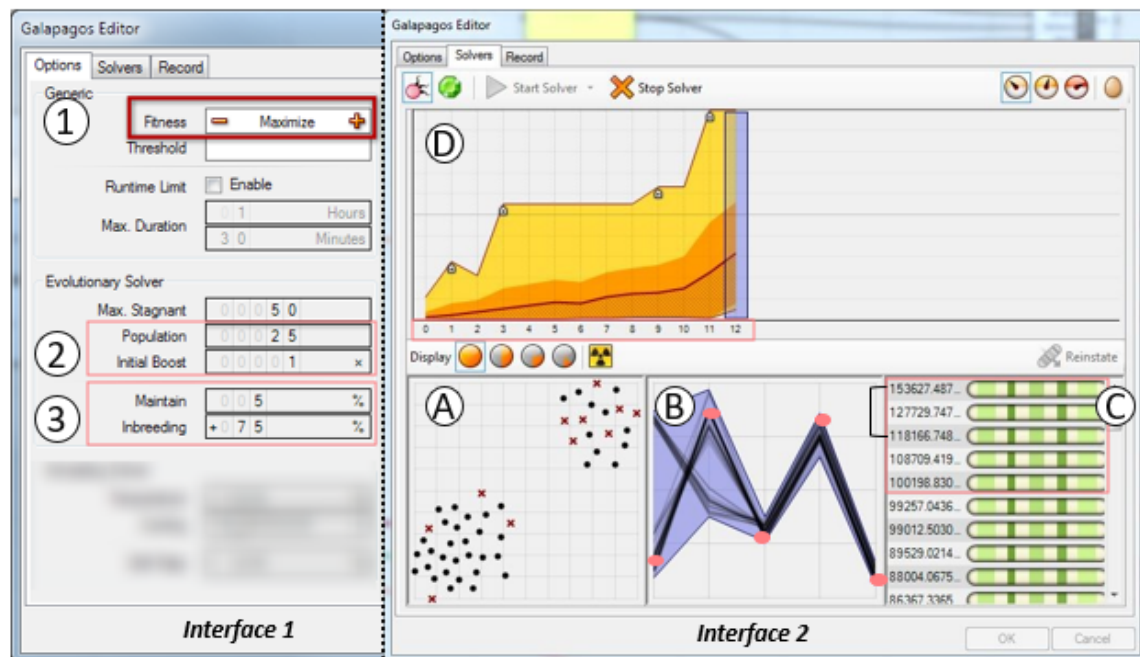 Galapagos Editor
Options Solvers Record
Generic
1
Fitness Maximize
Threshold
Runtime Limit Enable
Max. Duration 0 1 Hours
3 0 Minutes
Evolutionary Solver
Max. Stagnant 0 0 0 5 0
2
Population 0 0 0 2 5
Initial Boost 0 0 0 0 1 x
3
Maintain 0 0 5 %
Inbreeding + 0 7 5 %
Interface 1
Galapagos Editor
Options Solvers Record
Start Solver Stop Solver
D
0 1 2 3 4 5 6 7 8 9 10 11 12
Display Reinstate
A
B
C
153627.487...
127729.747...
118166.748...
108709.419...
100198.830...
99257.0436...
99012.5030...
89529.0214...
88004.0675...
86367.3365
Interface 2
OK Cancel